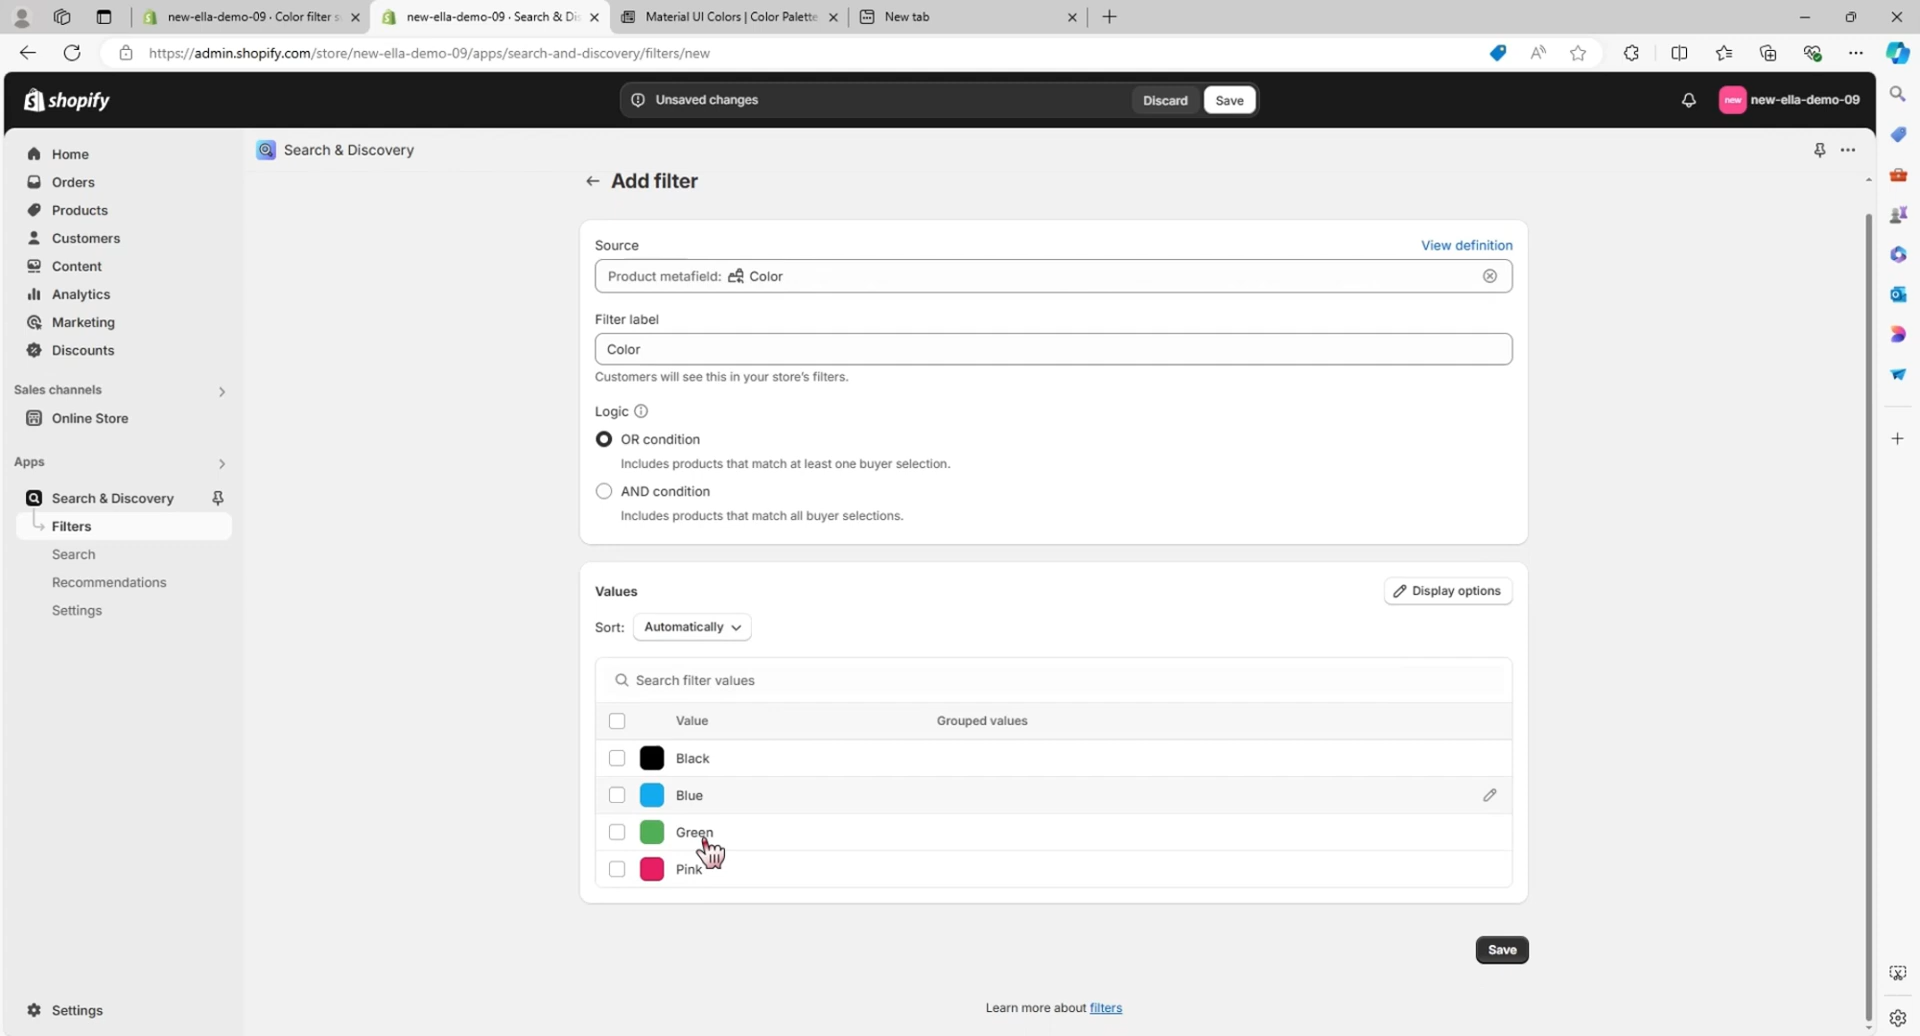 new-ella-demo-09 · Color filter s
new-ella-demo-09 · Search & Dis
Material UI Colors | Color Palette
New tab
https://admin.shopify.com/store/new-ella-demo-09/apps/search-and-discovery/filters/new
shopify
Unsaved changes
Discard
Save
new
new-ella-demo-09
Home
Orders
Products
Customers
Content
Analytics
Marketing
Discounts
Sales channels
Online Store
Apps
Search & Discovery
Filters
Search
Recommendations
Settings
Settings
Search & Discovery
Add filter
Source
View definition
Product metafield: Color
Filter label
Color
Customers will see this in your store's filters.
Logic
OR condition
Includes products that match at least one buyer selection.
AND condition
Includes products that match all buyer selections.
Values
Display options
Sort: Automatically
Search filter values
Value Grouped values
Black
Blue
Green
Pink
Save
Learn more about filters